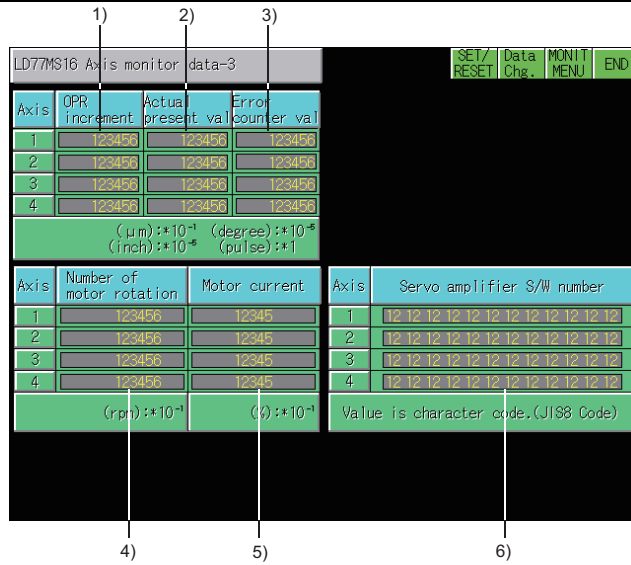 1) 2) 3)
LD77MS16 Axis monitor data-3
SET/ RESET Data Chg. MONIT MENU END
Axis OPR increment Actual present val Error counter val
1 123456 123456 123456
2 123456 123456 123456
3 123456 123456 123456
4 123456 123456 123456
(μm):*10⁻¹ (degree):*10⁻⁵
(inch):*10⁻⁵ (pulse):*1
Axis Number of motor rotation Motor current
1 123456 12345
2 123456 12345
3 123456 12345
4 123456 12345
(rpm):*10⁻¹ (%):*10⁻¹
Axis Servo amplifier S/W number
1 12 12 12 12 12 12 12 12 12 12 12 12
2 12 12 12 12 12 12 12 12 12 12 12 12
3 12 12 12 12 12 12 12 12 12 12 12 12
4 12 12 12 12 12 12 12 12 12 12 12 12
Value is character code.(JIS8 Code)
4) 5) 6)